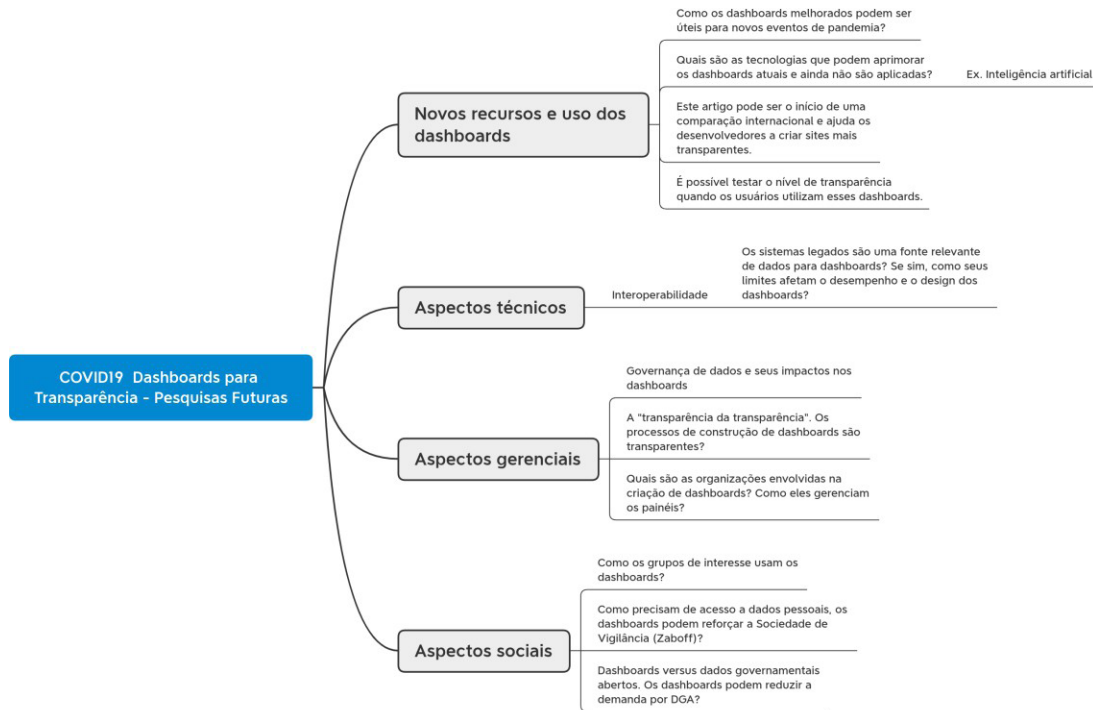 COVID19 Dashboards para
Transparência - Pesquisas Futuras
Novos recursos e uso dos
dashboards
Como os dashboards melhorados podem ser
úteis para novos eventos de pandemia?
Quais são as tecnologias que podem aprimorar
os dashboards atuais e ainda não são aplicadas?
Ex. Inteligência artificial
Este artigo pode ser o início de uma
comparação internacional e ajuda os
desenvolvedores a criar sites mais
transparentes.
É possível testar o nível de transparência
quando os usuários utilizam esses dashboards.
Aspectos técnicos
Interoperabilidade
Os sistemas legados são uma fonte relevante
de dados para dashboards? Se sim, como seus
limites afetam o desempenho e o design dos
dashboards?
Aspectos gerenciais
Governança de dados e seus impactos nos
dashboards
A "transparência da transparência". Os
processos de construção de dashboards são
transparentes?
Quais são as organizações envolvidas na
criação de dashboards? Como eles gerenciam
os painéis?
Aspectos sociais
Como os grupos de interesse usam os
dashboards?
Como precisam de acesso a dados pessoais, os
dashboards podem reforçar a Sociedade de
Vigilância (Zaboff)?
Dashboards versus dados governamentais
abertos. Os dashboards podem reduzir a
demanda por DGA?